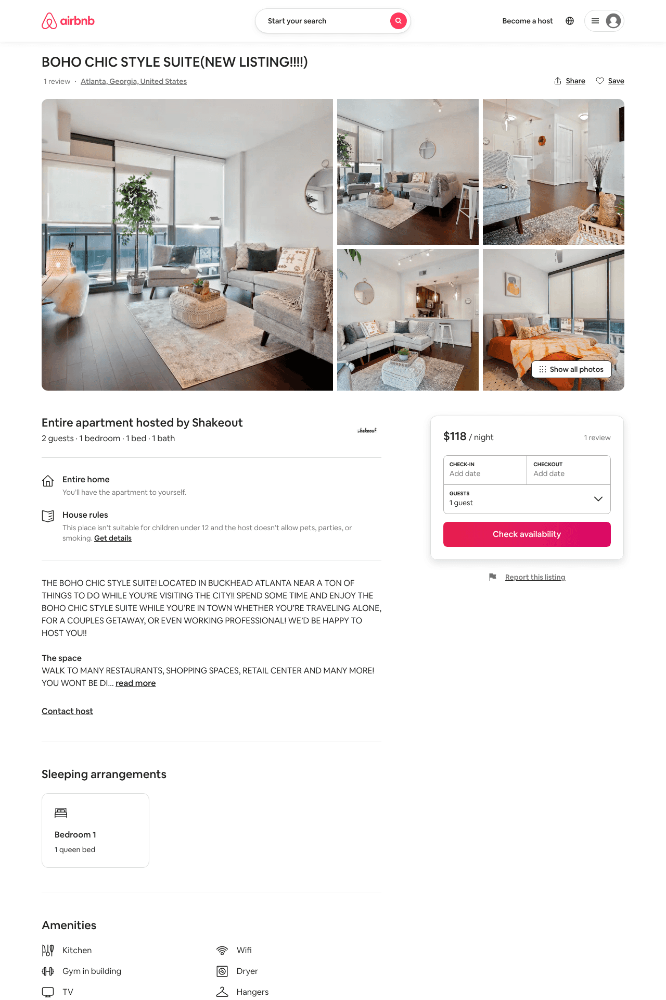 airbnb
Start your search
Become a host
BOHO CHIC STYLE SUITE(NEW LISTING!!!!)
1 review · Atlanta, Georgia, United States
Share
Save
Show all photos
Entire apartment hosted by Shakeout
2 guests · 1 bedroom · 1 bed · 1 bath
shakeout
$118 / night
1 review
CHECK-IN
Add date
CHECKOUT
Add date
GUESTS
1 guest
Check availability
Report this listing
Entire home
You’ll have the apartment to yourself.
House rules
This place isn’t suitable for children under 12 and the host doesn’t allow pets, parties, or
smoking. Get details
THE BOHO CHIC STYLE SUITE! LOCATED IN BUCKHEAD ATLANTA NEAR A TON OF
THINGS TO DO WHILE YOU’RE VISITING THE CITY!! SPEND SOME TIME AND ENJOY THE
BOHO CHIC STYLE SUITE WHILE YOU’RE IN TOWN WHETHER YOU’RE TRAVELING ALONE,
FOR A COUPLES GETAWAY, OR EVEN WORKING PROFESSIONAL! WE’D BE HAPPY TO
HOST YOU!!
The space
WALK TO MANY RESTAURANTS, SHOPPING SPACES, RETAIL CENTER AND MANY MORE!
YOU WONT BE DI... read more
Contact host
Sleeping arrangements
Bedroom 1
1 queen bed
Amenities
Kitchen
Wifi
Gym in building
Dryer
TV
Hangers